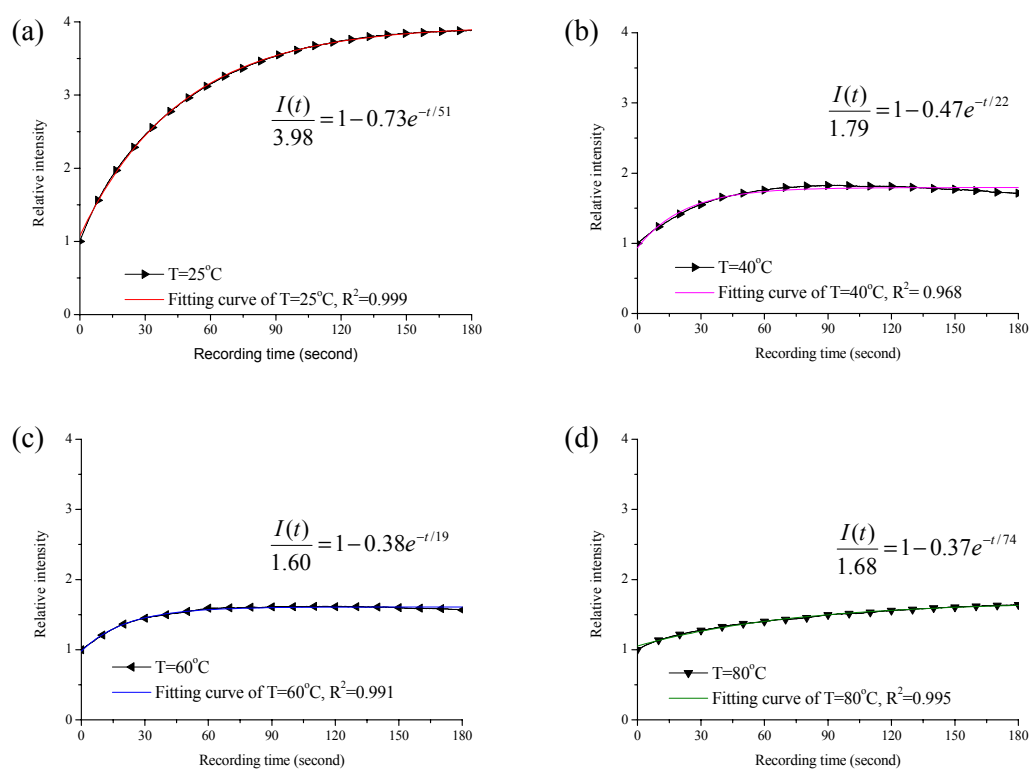 (a)
4
3
2
1
0
Relative intensity
I(t)/3.98 = 1 − 0.73e^{−t/51}
T=25°C
Fitting curve of T=25°C, R²=0.999
0 30 60 90 120 150 180
Recording time (second)
(b)
4
3
2
1
0
Relative intensity
I(t)/1.79 = 1 − 0.47e^{−t/22}
T=40°C
Fitting curve of T=40°C, R²= 0.968
0 30 60 90 120 150 180
Recording time (second)
(c)
4
3
2
1
0
Relative intensity
I(t)/1.60 = 1 − 0.38e^{−t/19}
T=60°C
Fitting curve of T=60°C, R²=0.991
0 30 60 90 120 150 180
Recording time (second)
(d)
4
3
2
1
0
Relative intensity
I(t)/1.68 = 1 − 0.37e^{−t/74}
T=80°C
Fitting curve of T=80°C, R²=0.995
0 30 60 90 120 150 180
Recording time (second)